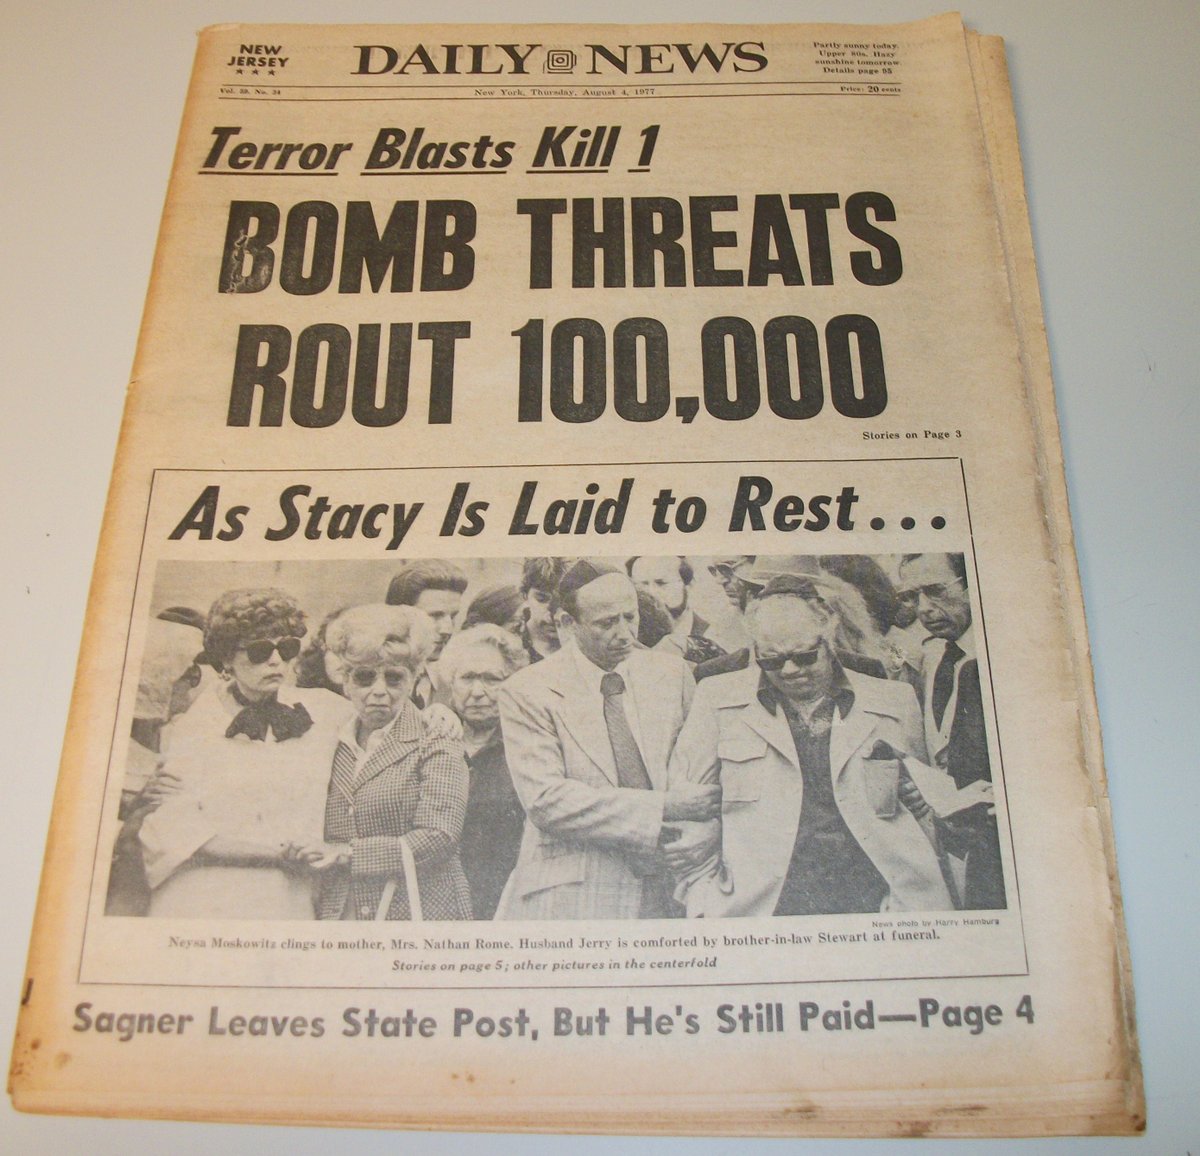 NEW
JERSEY
★ ★ ★
DAILY NEWS
Partly sunny today.
Upper 80s. Hazy
sunshine tomorrow.
Details page 95
Vol. 59. No. 34
New York, Thursday, August 4, 1977
Price: 20 cents
Terror Blasts Kill 1
BOMB THREATS
ROUT 100,000
Stories on Page 3
As Stacy Is Laid to Rest...
News photo by Harry Hamburg
Neysa Moskowitz clings to mother, Mrs. Nathan Rome. Husband Jerry is comforted by brother-in-law Stewart at funeral.
Stories on page 5; other pictures in the centerfold
Sagner Leaves State Post, But He's Still Paid—Page 4